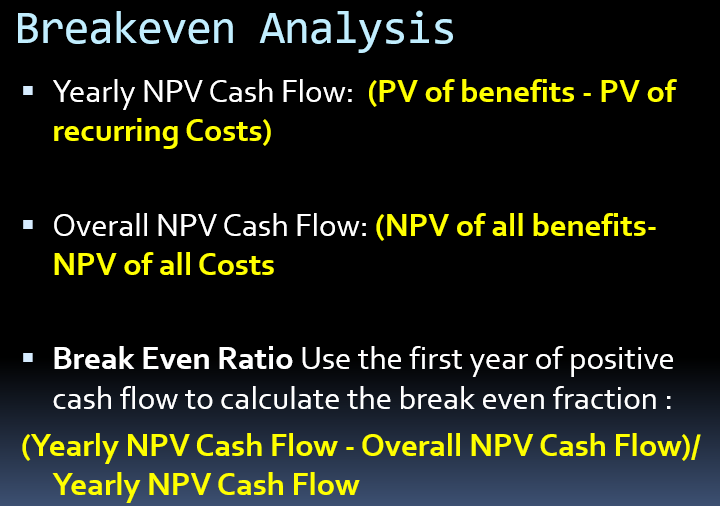 Breakeven Analysis
▪ Yearly NPV Cash Flow: (PV of benefits - PV of
recurring Costs)
▪ Overall NPV Cash Flow: (NPV of all benefits-
NPV of all Costs
▪ Break Even Ratio Use the first year of positive
cash flow to calculate the break even fraction :
(Yearly NPV Cash Flow - Overall NPV Cash Flow)/
Yearly NPV Cash Flow